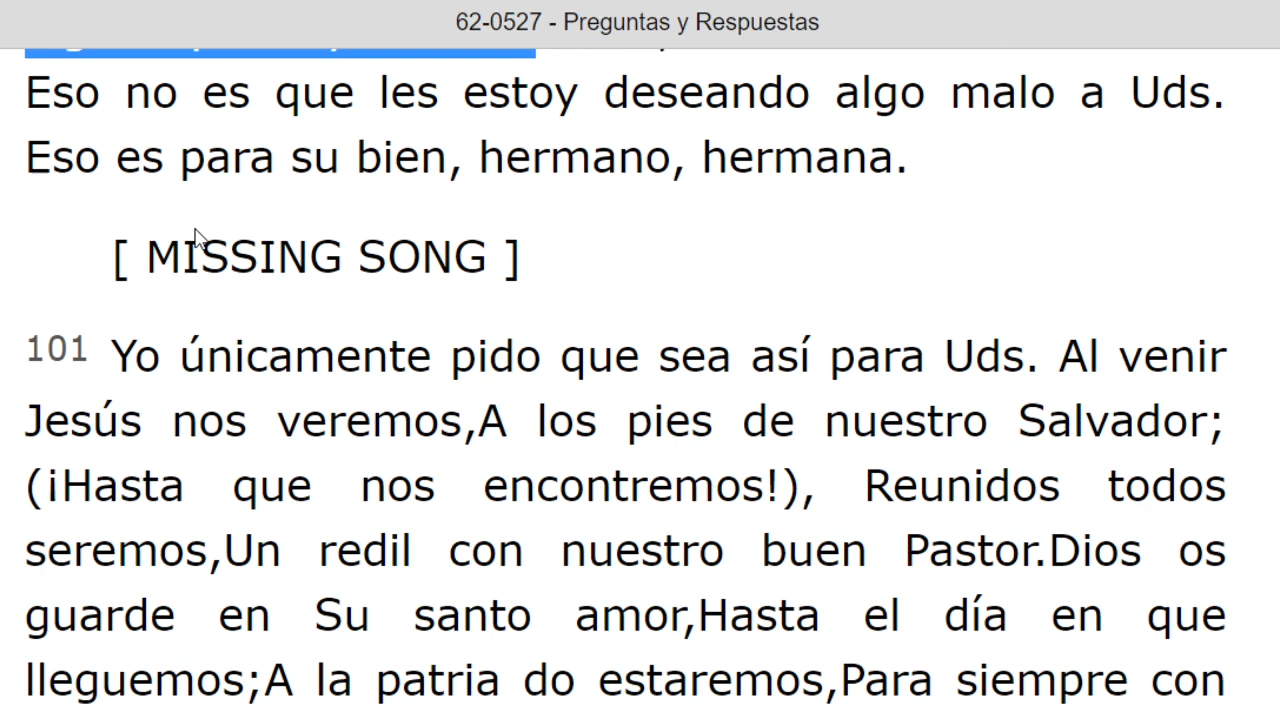 62-0527 - Preguntas y Respuestas
Eso no es que les estoy deseando algo malo a Uds.
Eso es para su bien, hermano, hermana.
[ MISSING SONG ]
101 Yo únicamente pido que sea así para Uds. Al venir
Jesús nos veremos,A los pies de nuestro Salvador;
(¡Hasta que nos encontremos!), Reunidos todos
seremos,Un redil con nuestro buen Pastor.Dios os
guarde en Su santo amor,Hasta el día en que
lleguemos;A la patria do estaremos,Para siempre con